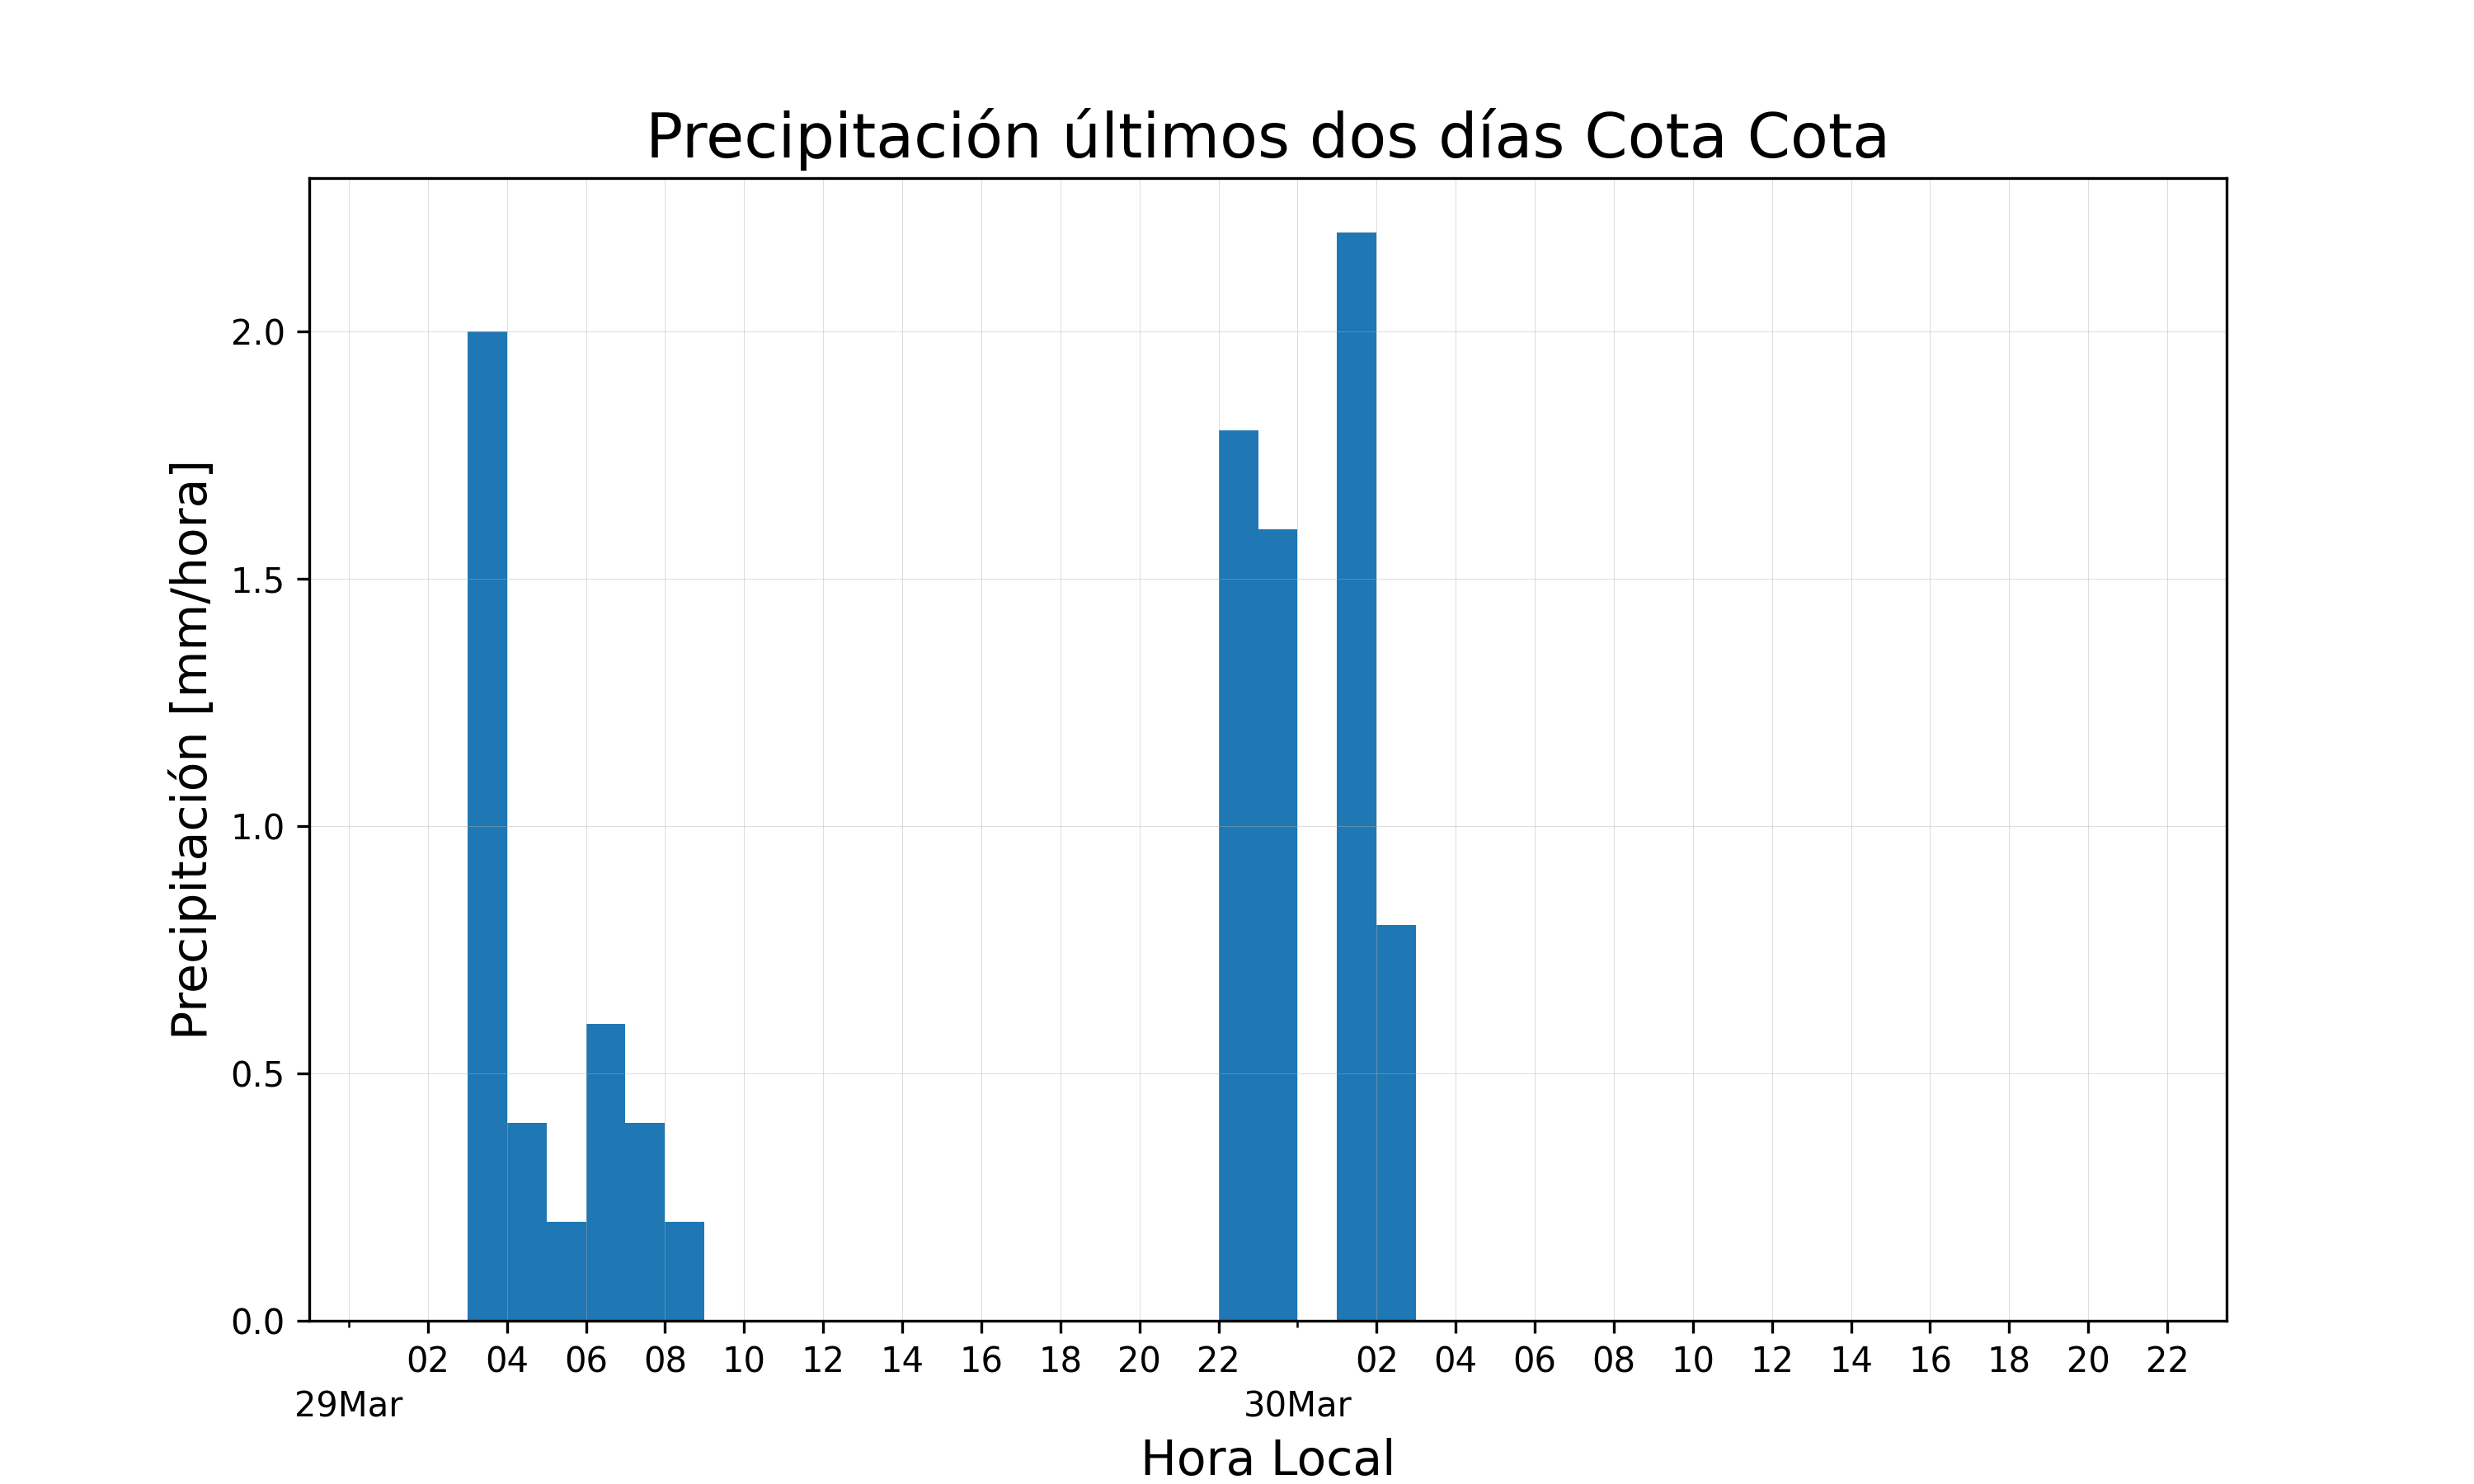 Precipitación últimos dos días Cota Cota
Precipitación [mm/hora]
2.0
1.5
1.0
0.5
0.0
02 04 06 08 10 12 14 16 18 20 22 02 04 06 08 10 12 14 16 18 20 22
29Mar 30Mar
Hora Local